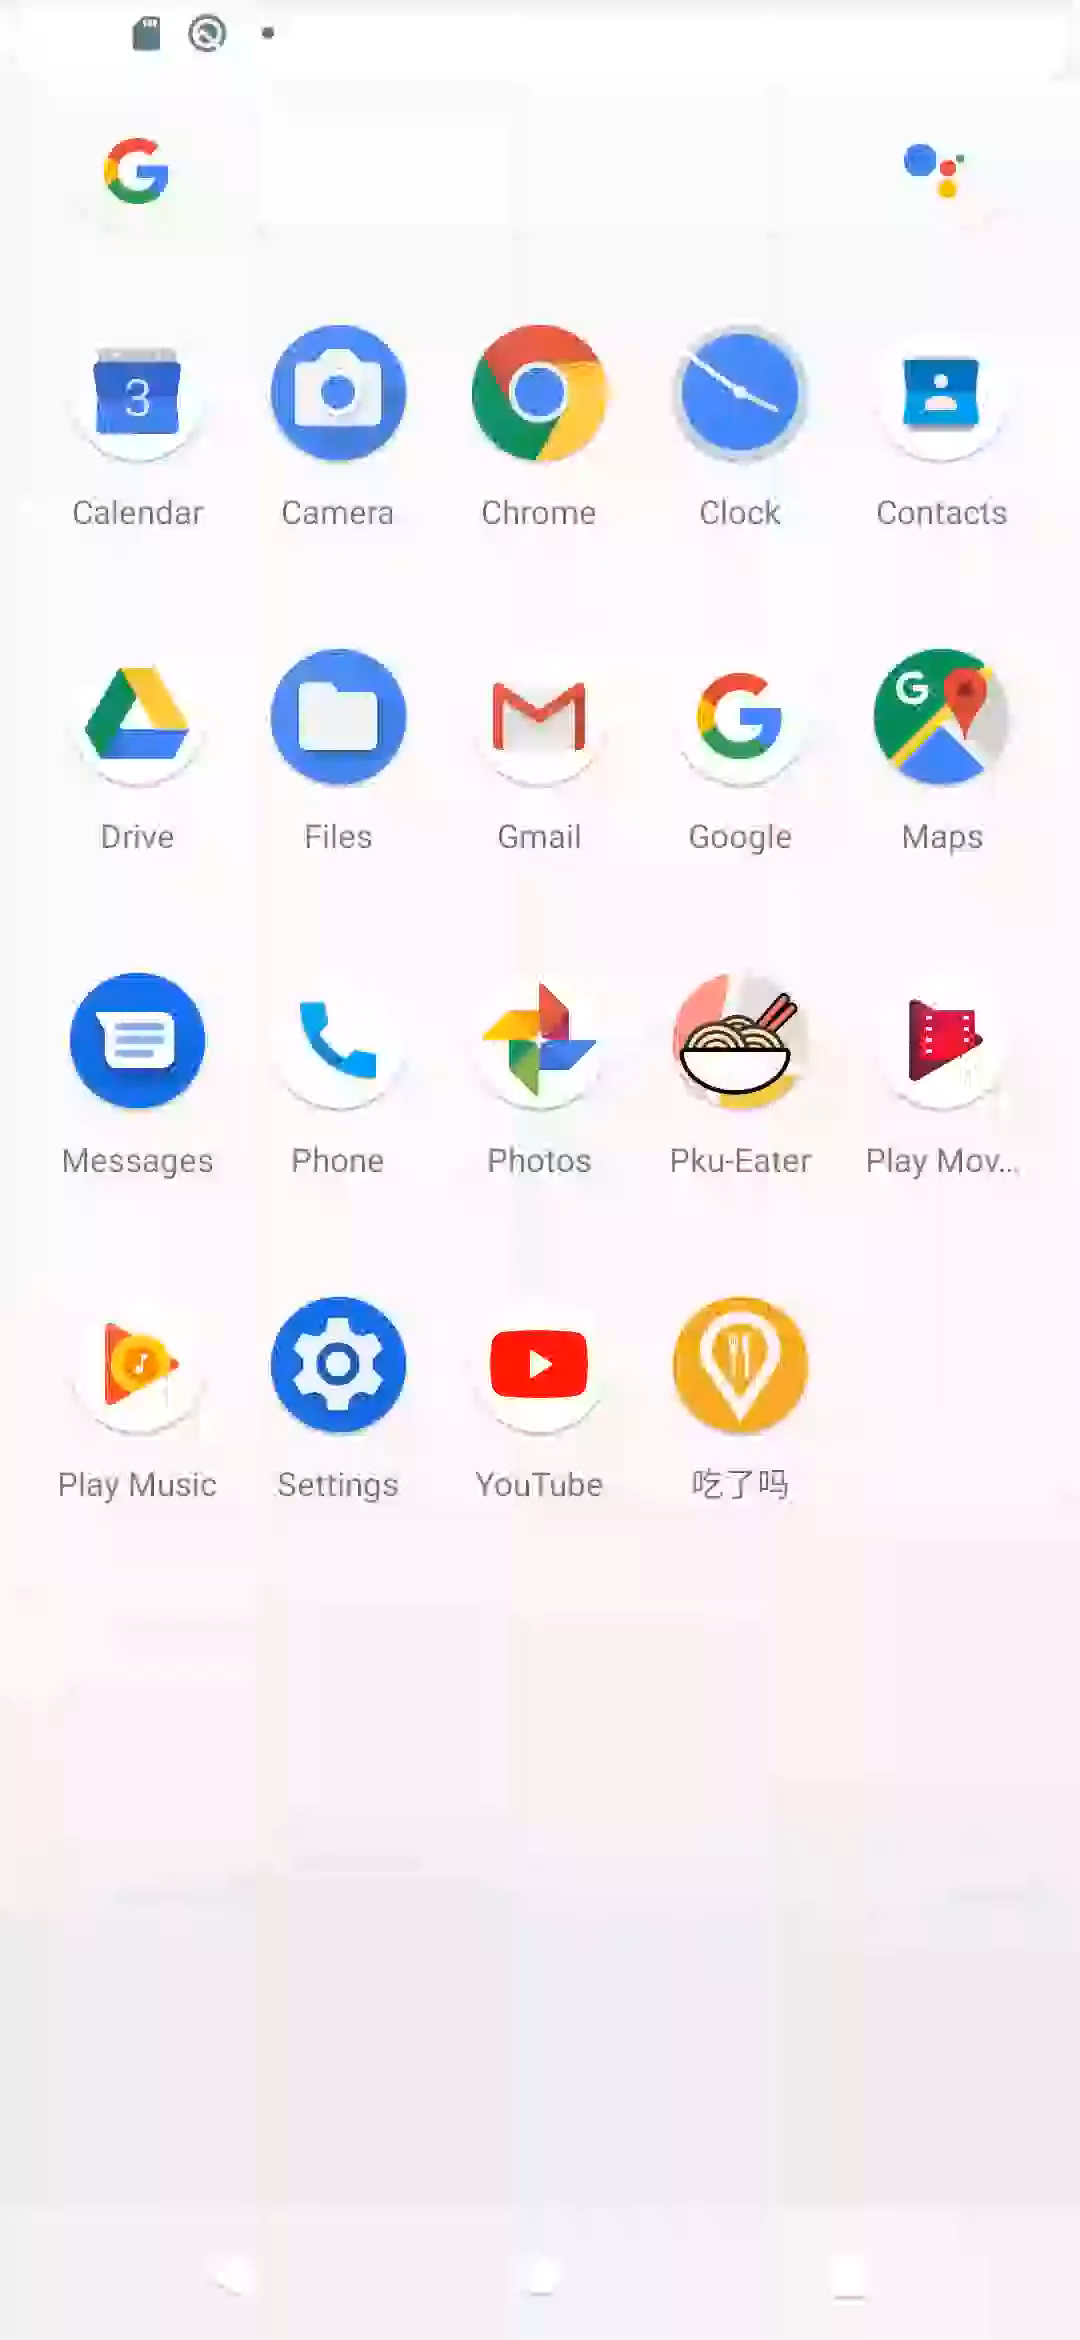 Calendar Camera Chrome Clock Contacts
Drive Files Gmail Google Maps
Messages Phone Photos Pku-Eater Play Mov...
Play Music Settings YouTube 吃了吗